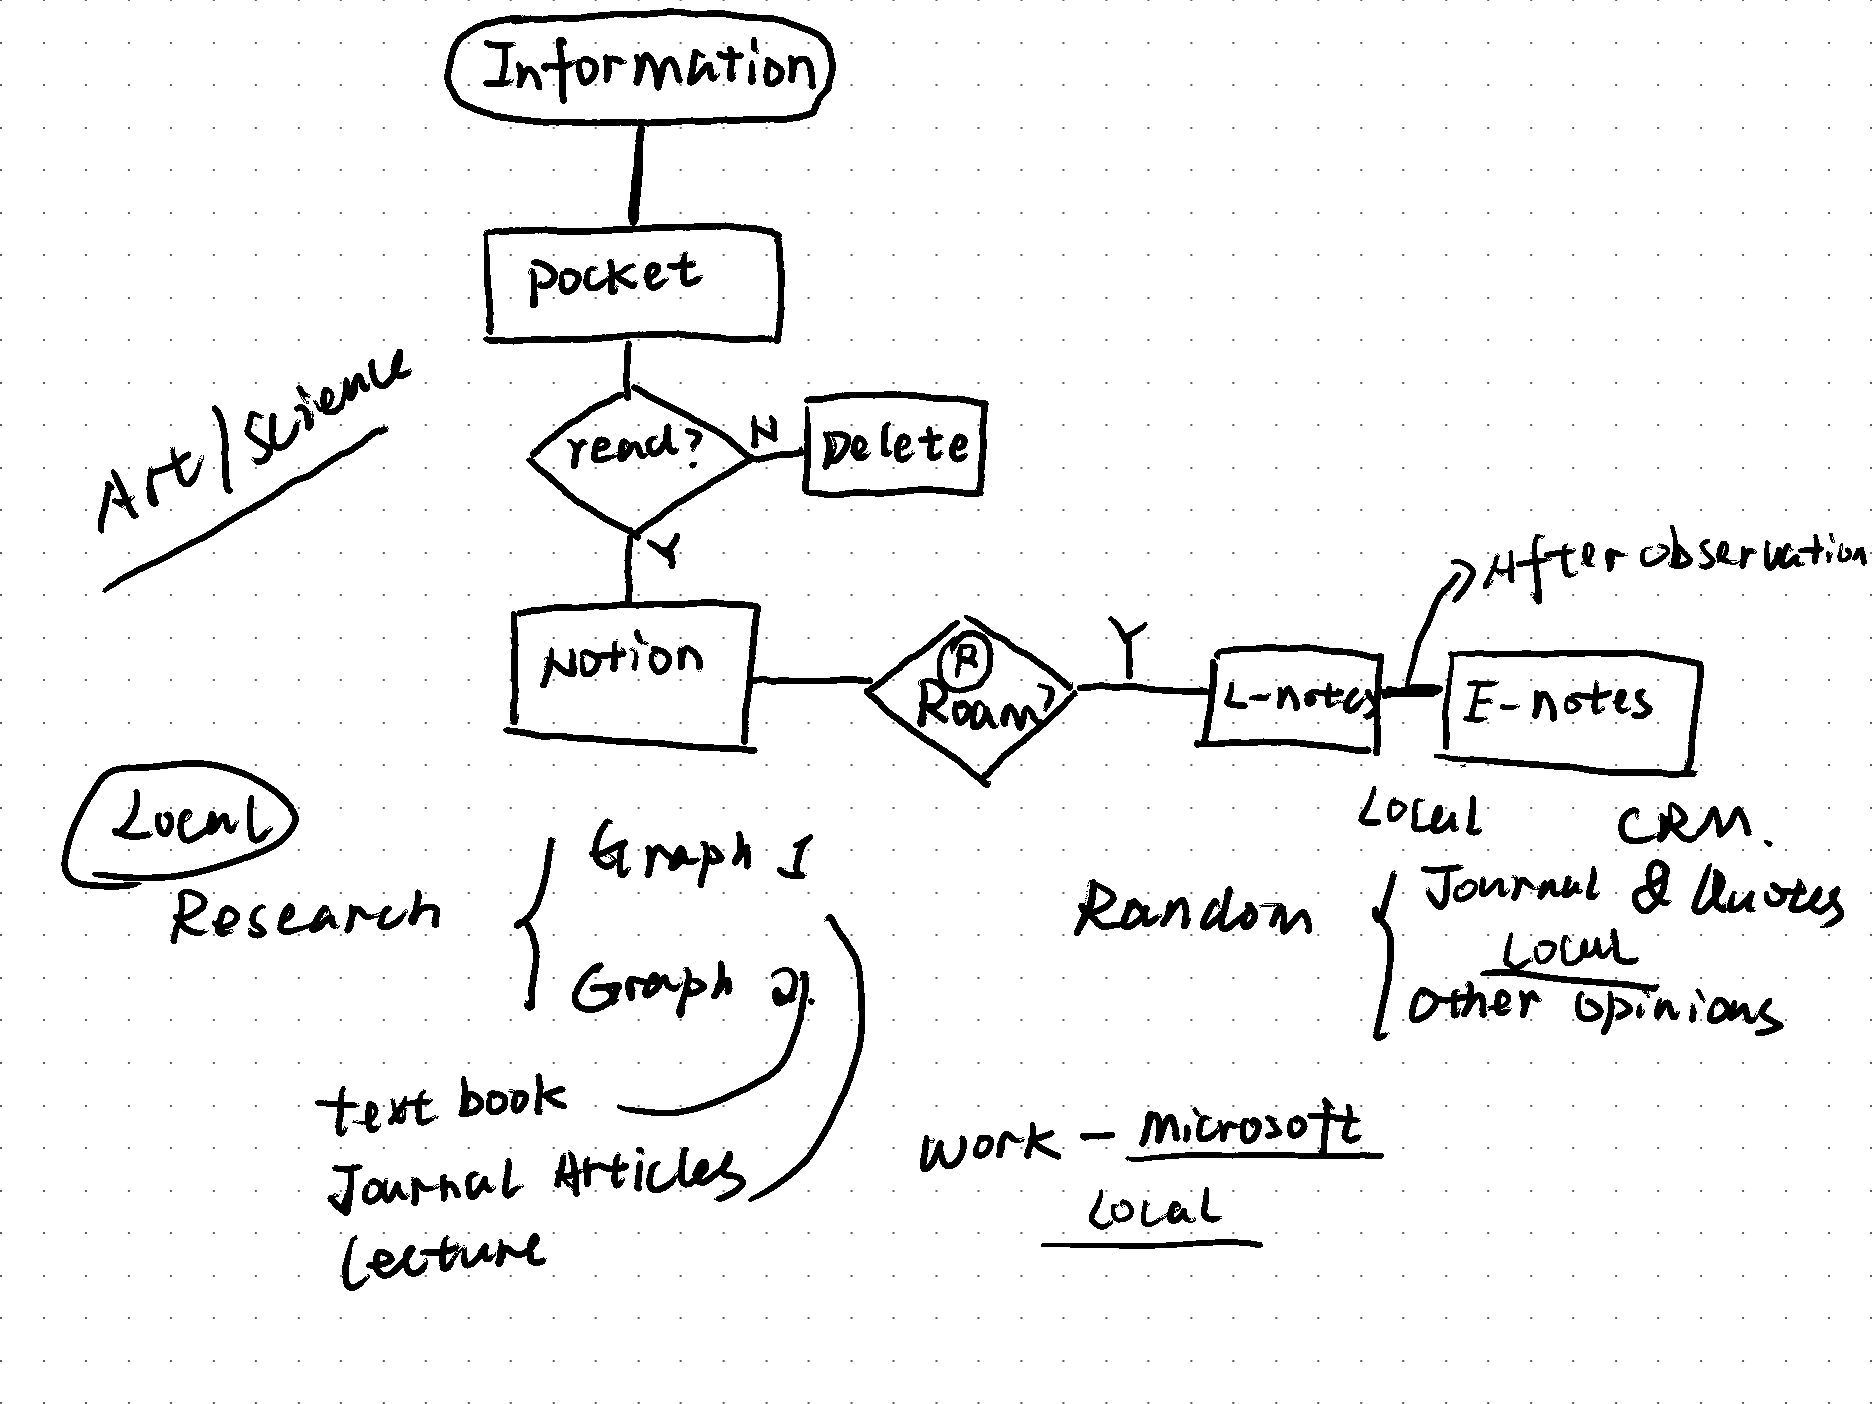 Information
Pocket
Art/Science
read?
N
Delete
Y
After observation
Notion
R
Roam?
Y
L-notes
E-notes
Local
Local
CRM.
Research
Graph 1
Graph 2.
Random
Journal & Quotes
Local
Other opinions
text book
Journal Articles
Lecture
Work - Microsoft
Local